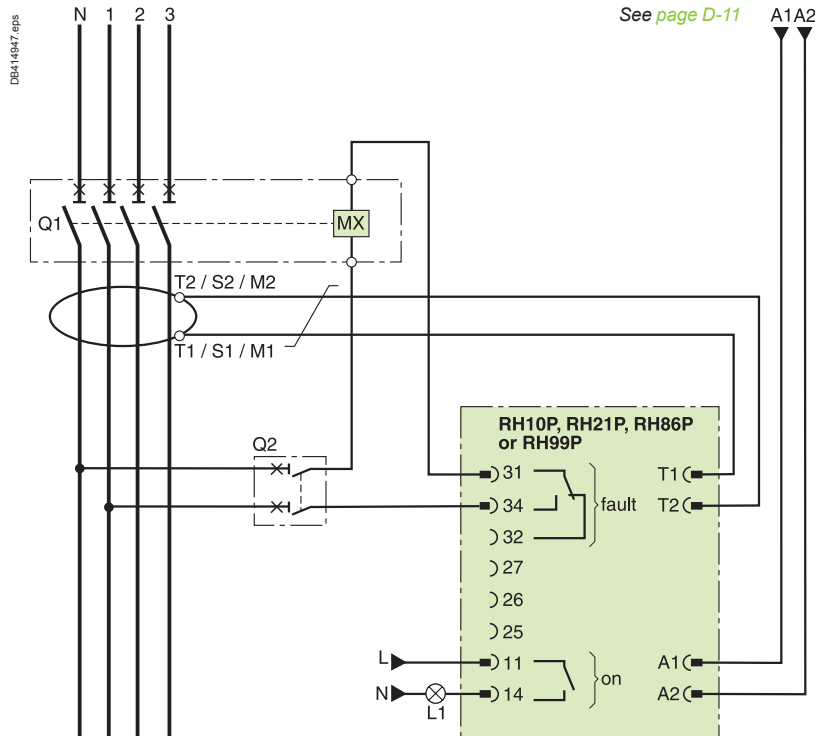 DB414947.eps
N 1 2 3
See page D-11
A1 A2
Q1
MX
T2 / S2 / M2
T1 / S1 / M1
Q2
RH10P, RH21P, RH86P
or RH99P
31
T1
34
fault
T2
32
27
26
25
L
11
A1
on
N
14
A2
L1